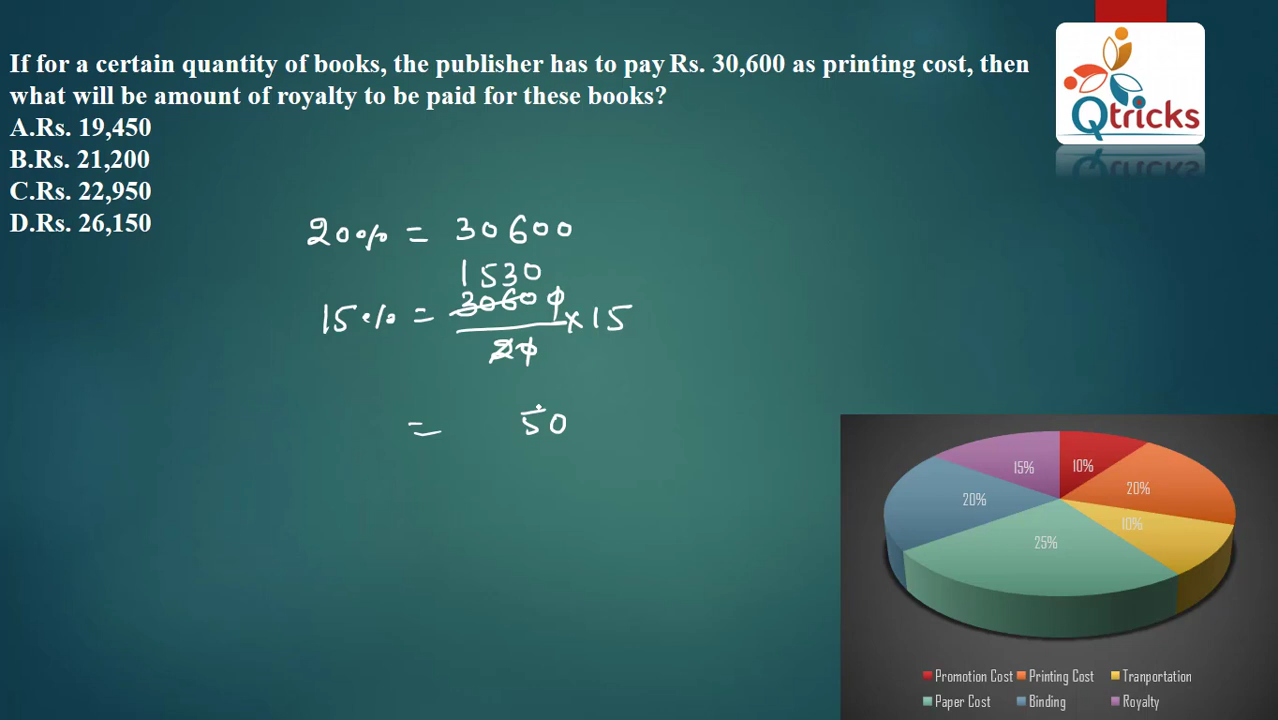 If for a certain quantity of books, the publisher has to pay Rs. 30,600 as printing cost, then
what will be amount of royalty to be paid for these books?
A.Rs. 19,450
B.Rs. 21,200
C.Rs. 22,950
D.Rs. 26,150
Qtricks
20% = 30600
1530
15% = 30600 × 15
20
= 50
15%
10%
20%
20%
10%
25%
Promotion Cost Printing Cost Tranportation
Paper Cost Binding Royalty